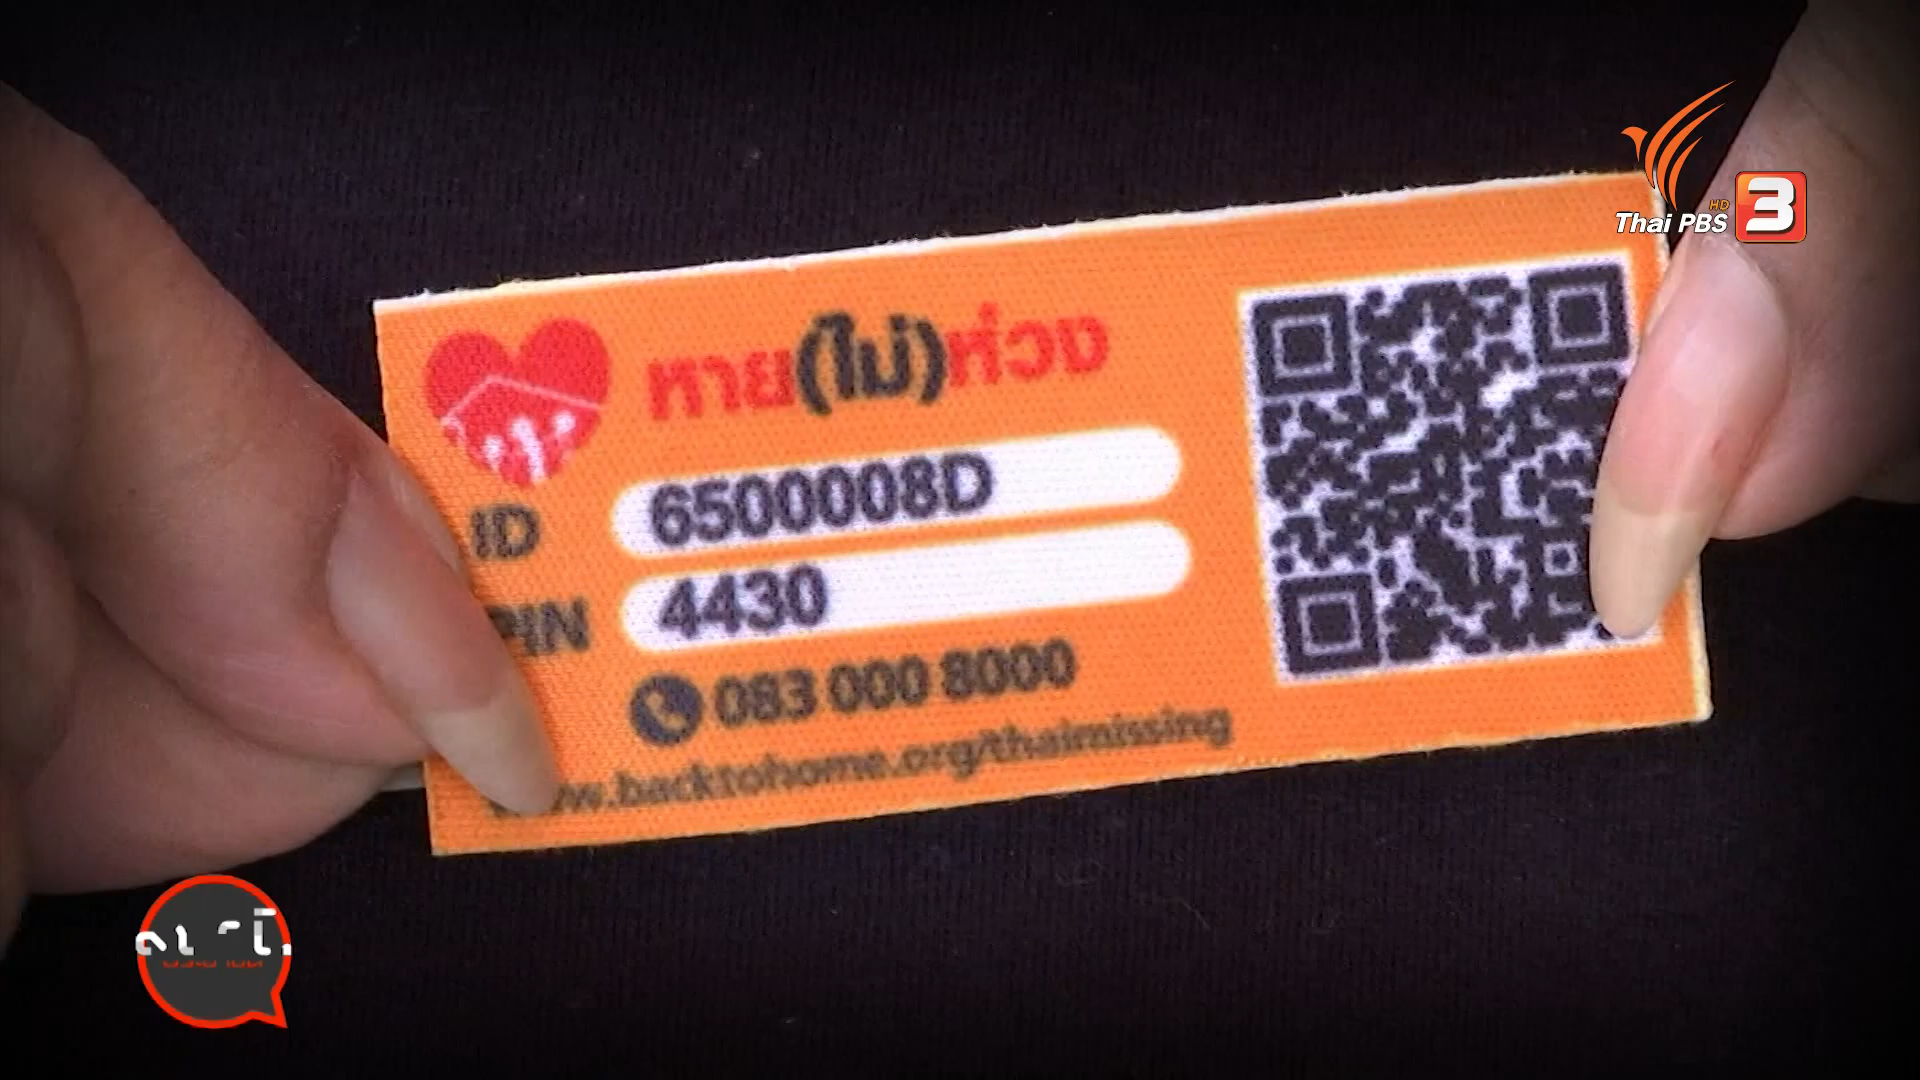 HD
Thai PBS 3
หาย(ไม่)ห่วง
ID 6500008D
PIN 4430
083 000 8000
www.backtohome.org/thaimissing